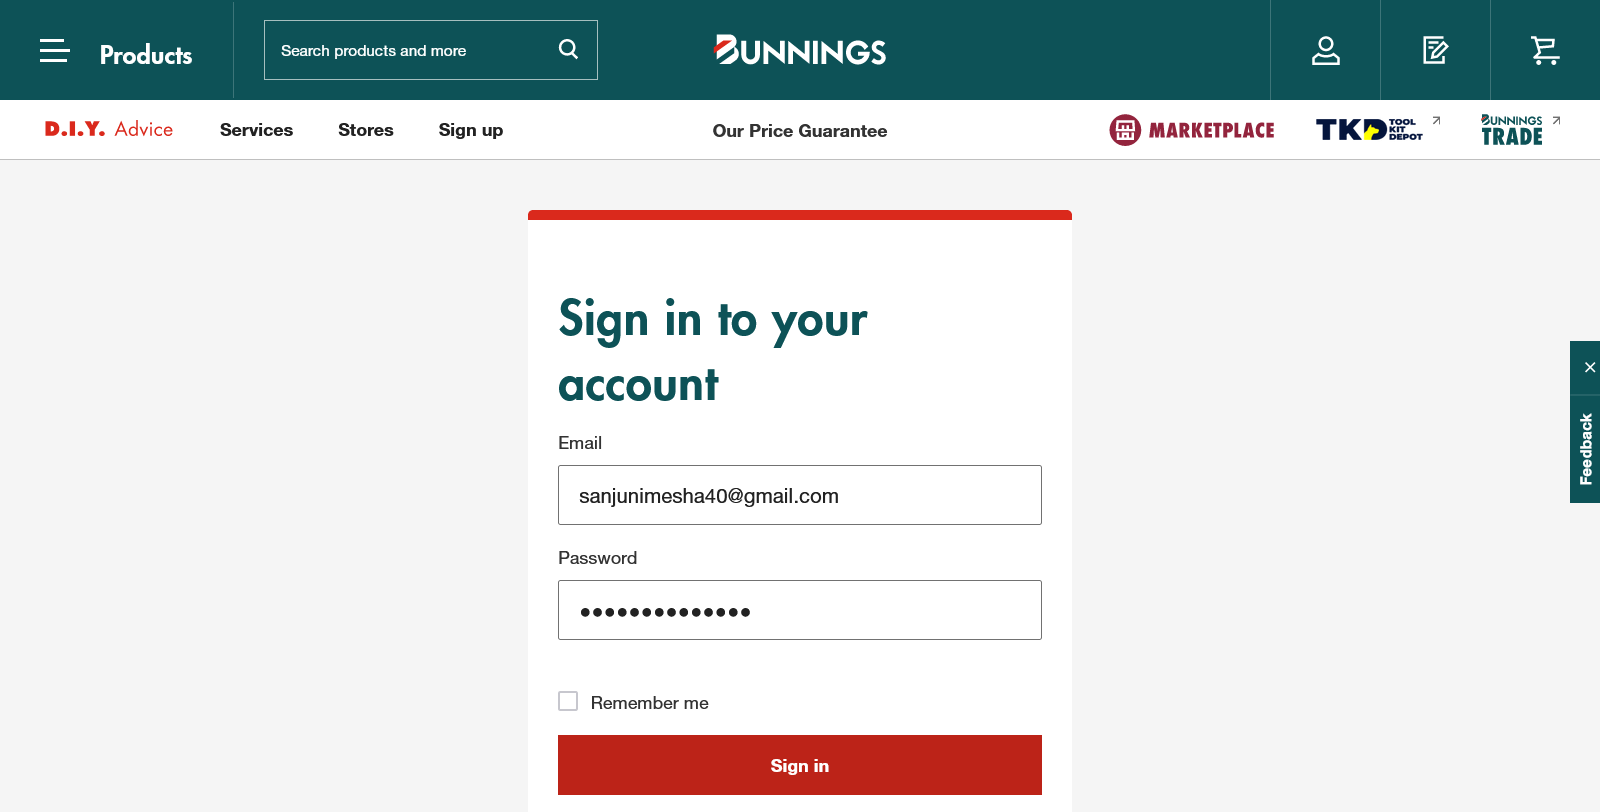 Products
Search products and more
BUNNINGS
D.I.Y. Advice
Services
Stores
Sign up
Our Price Guarantee
MARKETPLACE
TKD TOOL KIT DEPOT
BUNNINGS TRADE
Sign in to your
account
Email
sanjunimesha40@gmail.com
Password
Remember me
Sign in
Feedback